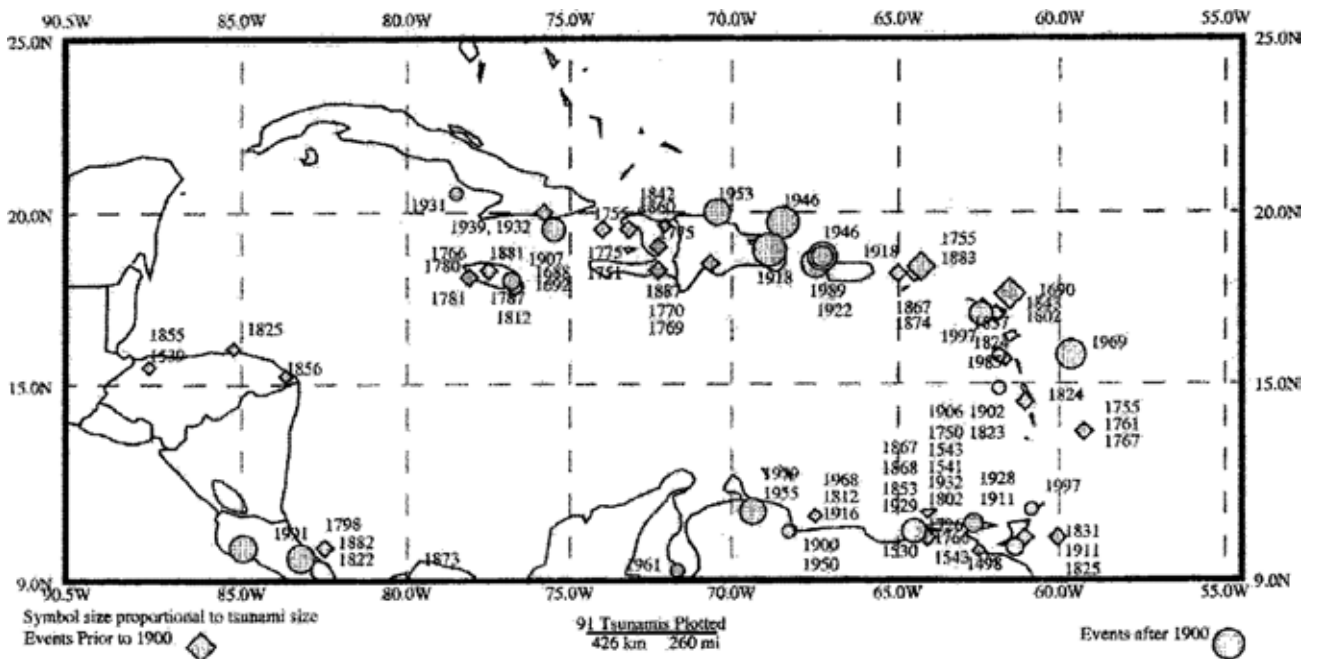 90.5W 85.0W 80.0W 75.0W 70.0W 65.0W 60.0W 55.0W
25.0N 25.0N
1842
1953
1946
20.0N 1931 1755 1860 20.0N
1939, 1932 1775 1946
1918 1755
1883
1766 1881 1907 1775
1780 1688 1751 1918
1692
1781 1787 1887 1989 1867 1690
1812 1770 1922 1874 1843
1769 1802
1855 1825 1997 1837 1969
1539 1824
1856 1985
15.0N 15.0N
1824
1906 1902 1755
1750 1823 1761
1867 1543 1767
1868 1541
1968 1853 1932 1928
1955 1812 1929 1802 1911 1997
1916
1991 1798 1831
1882 1900 1530 1766 1911
1822 1950 1543 1498 1825
1873 1961
9.0N 9.0N
90.5W 85.0W 80.0W 75.0W 70.0W 65.0W 60.0W 55.0W
Symbol size proportional to tsunami size
Events Prior to 1900
91 Tsunamis Plotted
426 km 260 mi
Events after 1900